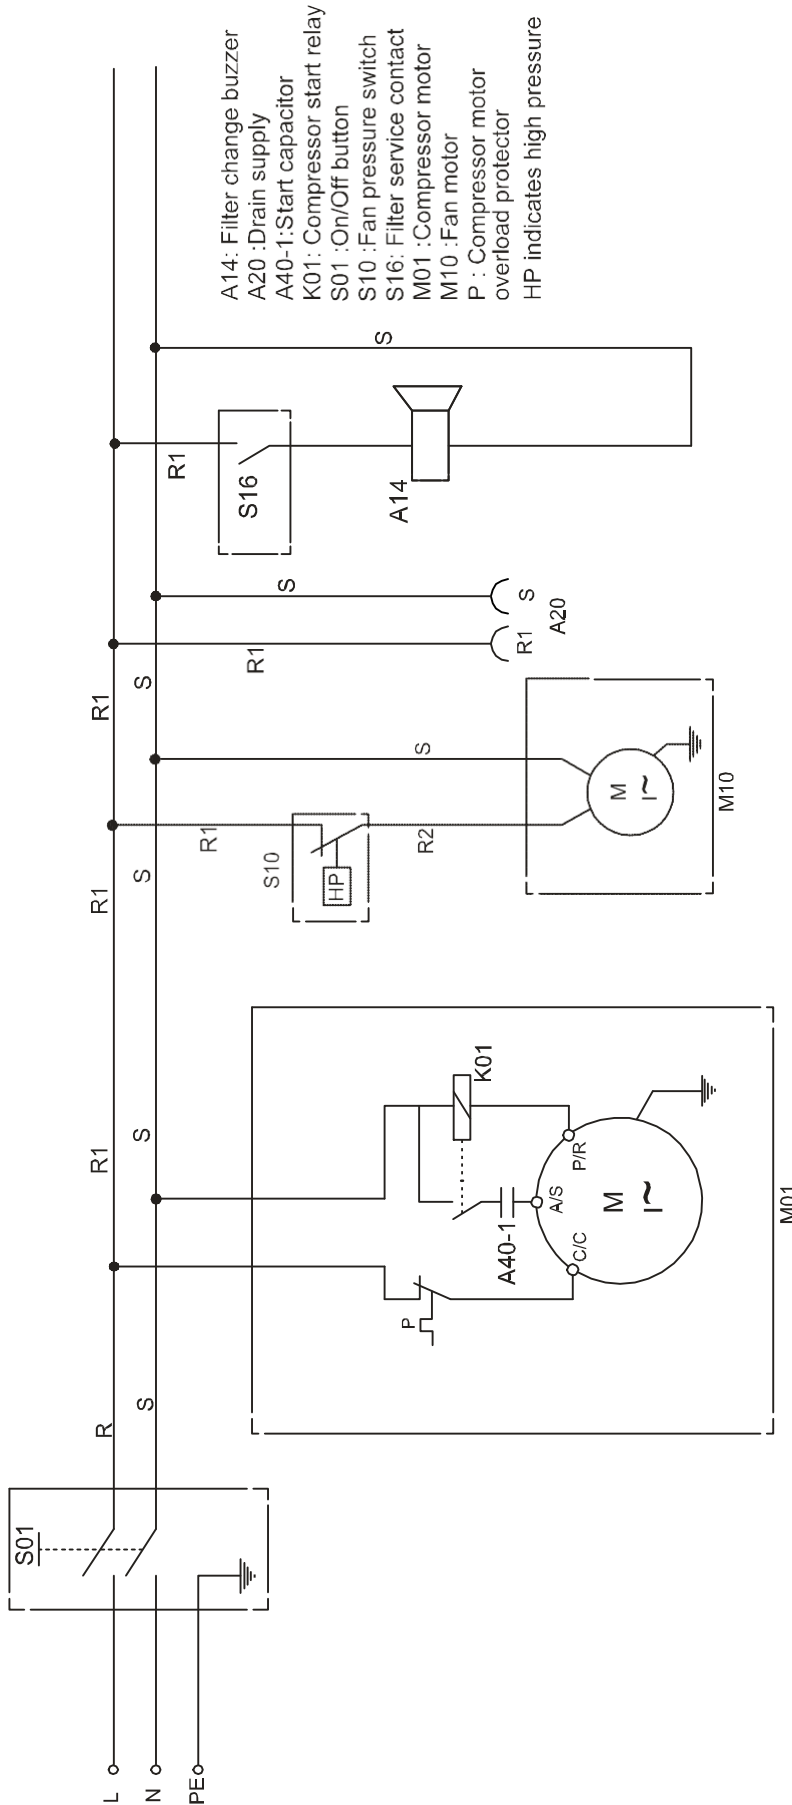 L
N
PE
S01
R
S
R1
S
R1
S
R1
S
P
C/C
A/S
P/R
A40-1
K01
M
1~
M01
S10
HP
R1
R2
S
M
1~
M10
R1
S
R1
S
A20
R1
S16
A14
S
A14: Filter change buzzer
A20 :Drain supply
A40-1:Start capacitor
K01: Compressor start relay
S01 :On/Off button
S10 :Fan pressure switch
S16: Filter service contact
M01 :Compressor motor
M10 :Fan motor
P : Compressor motor
overload protector
HP indicates high pressure